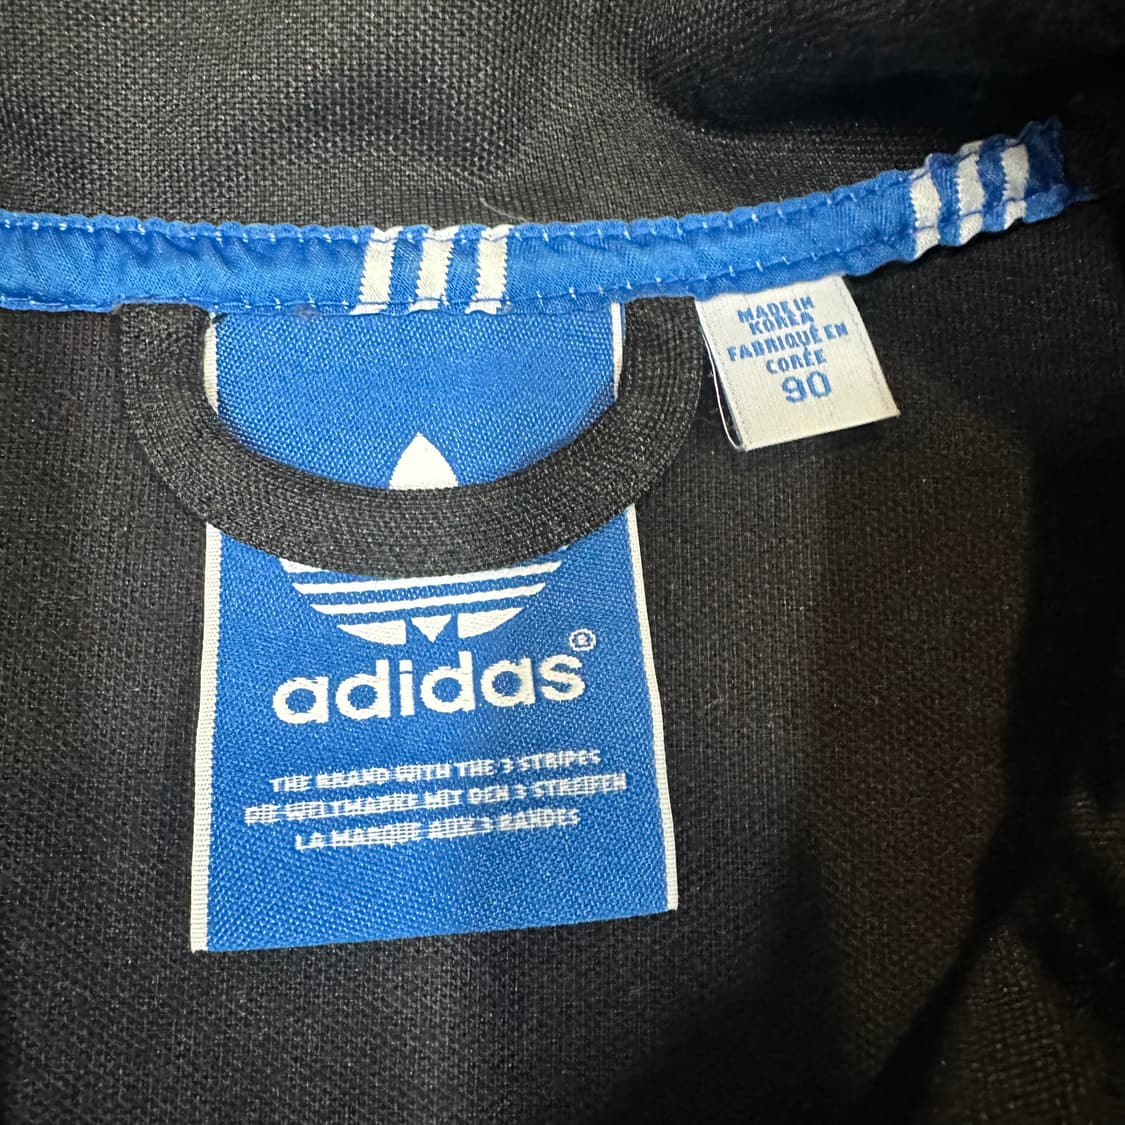 MADE IN
KOREA
FABRIQUÉ EN
CORÉE
90
adidas®
THE BRAND WITH THE 3 STRIPES
DIE WELTMARKE MIT DEN 3 STREIFEN
LA MARQUE AUX 3 BANDES